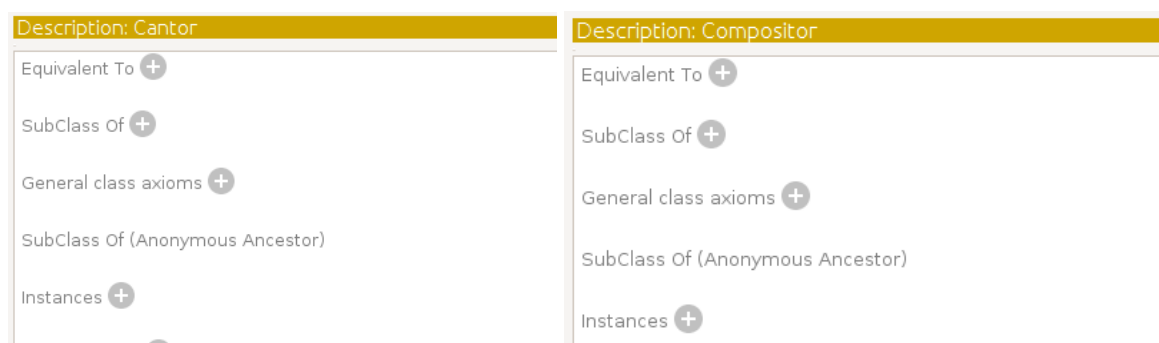 Description: Cantor
Equivalent To
SubClass Of
General class axioms
SubClass Of (Anonymous Ancestor)
Instances
Description: Compositor
Equivalent To
SubClass Of
General class axioms
SubClass Of (Anonymous Ancestor)
Instances